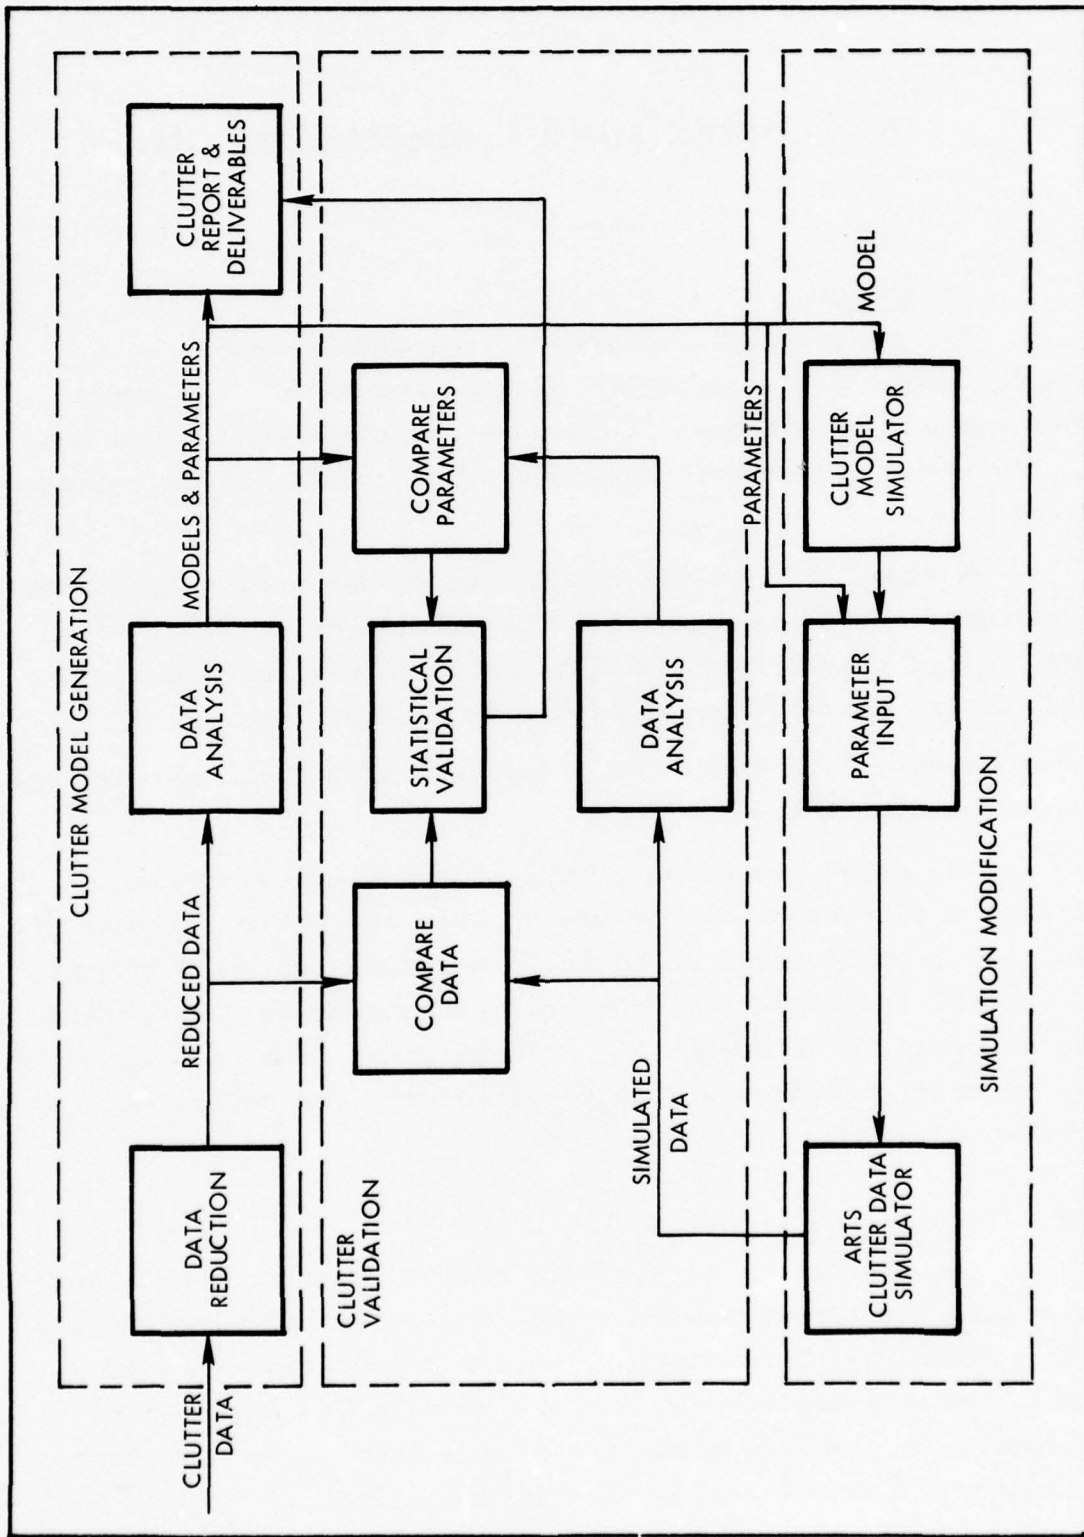 CLUTTER MODEL GENERATION
CLUTTER
DATA
DATA
REDUCTION
REDUCED DATA
DATA
ANALYSIS
MODELS & PARAMETERS
CLUTTER
REPORT &
DELIVERABLES
CLUTTER
VALIDATION
COMPARE
DATA
STATISTICAL
VALIDATION
COMPARE
PARAMETERS
SIMULATED
DATA
DATA
ANALYSIS
PARAMETERS
MODEL
ARTS
CLUTTER DATA
SIMULATOR
PARAMETER
INPUT
CLUTTER
MODEL
SIMULATOR
SIMULATION MODIFICATION